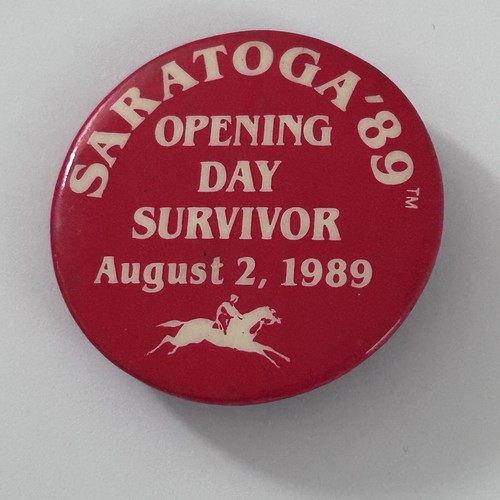 SARATOGA '89™
OPENING
DAY
SURVIVOR
August 2, 1989